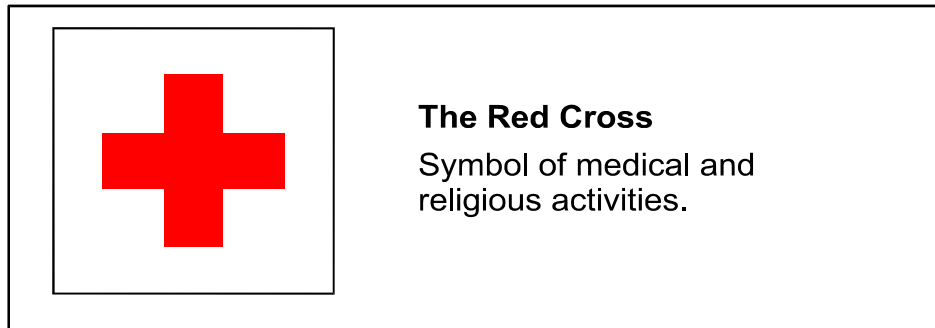 The Red Cross
Symbol of medical and
religious activities.